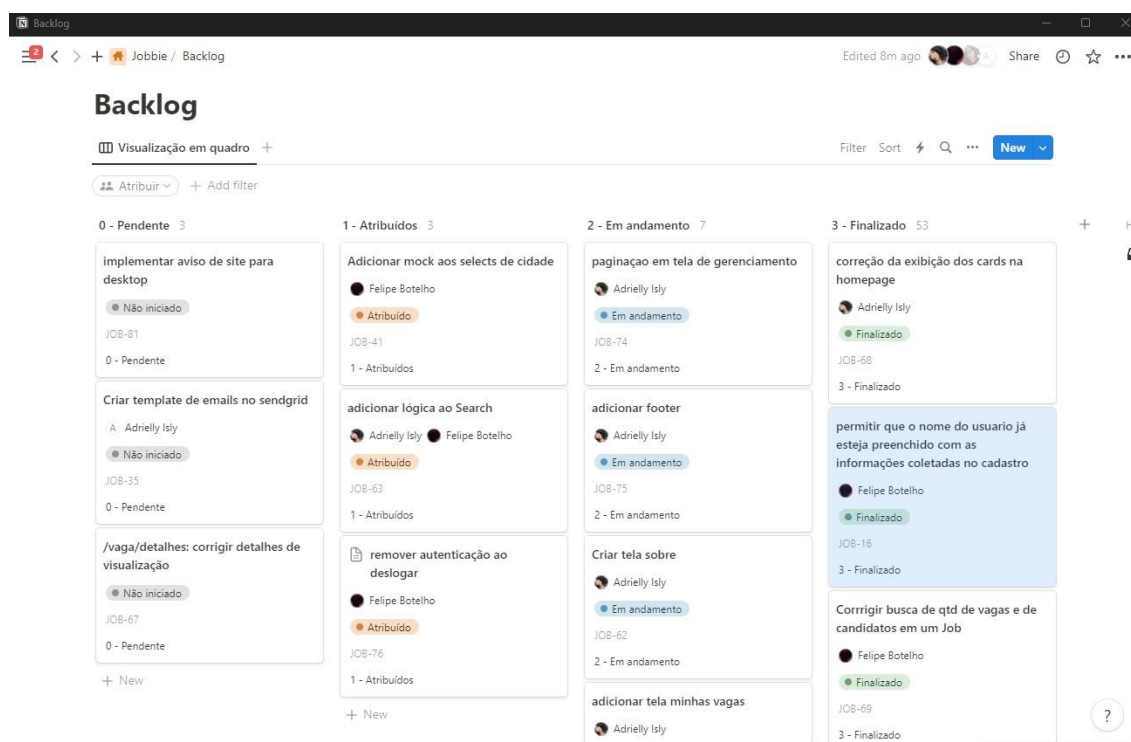 Backlog
2
Jobbie / Backlog
Edited 8m ago
A
Share
Backlog
Visualização em quadro
Filter Sort
New
Atribuir
Add filter
0 - Pendente 3
implementar aviso de site para
desktop
Não iniciado
JOB-81
0 - Pendente
Criar template de emails no sendgrid
A Adrielly Isly
Não iniciado
JOB-35
0 - Pendente
/vaga/detalhes: corrigir detalhes de
visualização
Não iniciado
JOB-67
0 - Pendente
+ New
1 - Atribuídos 3
Adicionar mock aos selects de cidade
Felipe Botelho
Atribuído
JOB-41
1 - Atribuídos
adicionar lógica ao Search
Adrielly Isly Felipe Botelho
Atribuído
JOB-63
1 - Atribuídos
remover autenticação ao
deslogar
Felipe Botelho
Atribuído
JOB-76
1 - Atribuídos
+ New
2 - Em andamento 7
paginaçao em tela de gerenciamento
Adrielly Isly
Em andamento
JOB-74
2 - Em andamento
adicionar footer
Adrielly Isly
Em andamento
JOB-75
2 - Em andamento
Criar tela sobre
Adrielly Isly
Em andamento
JOB-62
2 - Em andamento
adicionar tela minhas vagas
Adrielly Isly
3 - Finalizado 53
correção da exibição dos cards na
homepage
Adrielly Isly
Finalizado
JOB-68
3 - Finalizado
permitir que o nome do usuario já
esteja preenchido com as
informações coletadas no cadastro
Felipe Botelho
Finalizado
JOB-16
3 - Finalizado
Corrrigir busca de qtd de vagas e de
candidatos em um Job
Felipe Botelho
Finalizado
JOB-69
3 - Finalizado
?